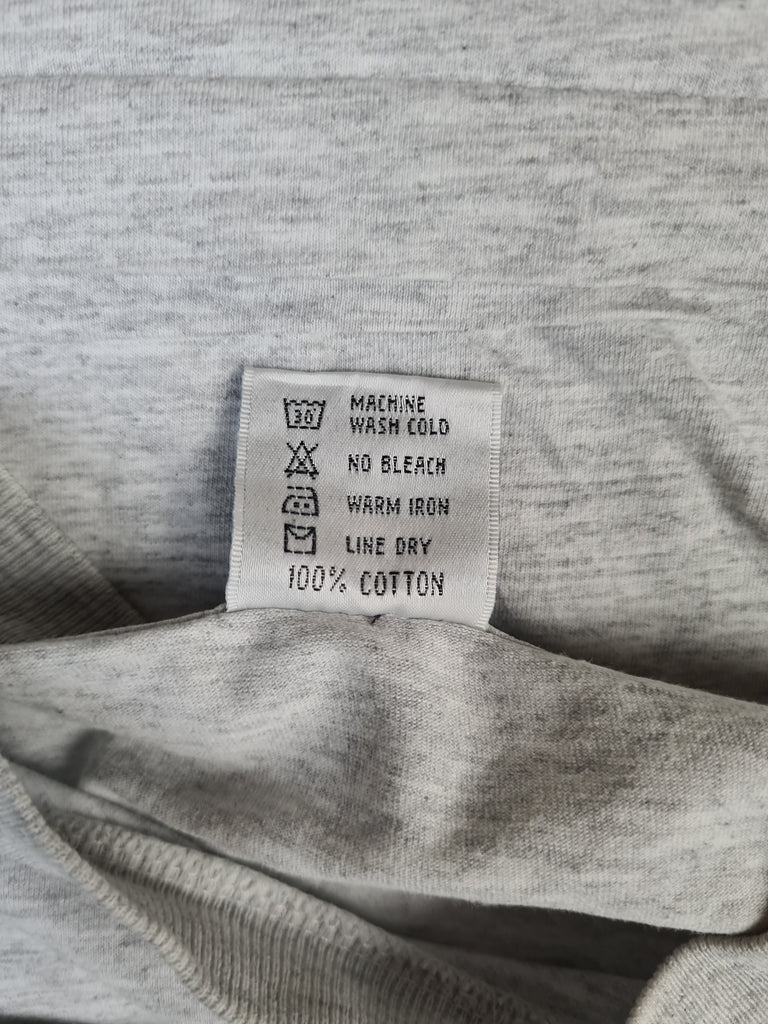 30 MACHINE
WASH COLD
NO BLEACH
WARM IRON
LINE DRY
100% COTTON